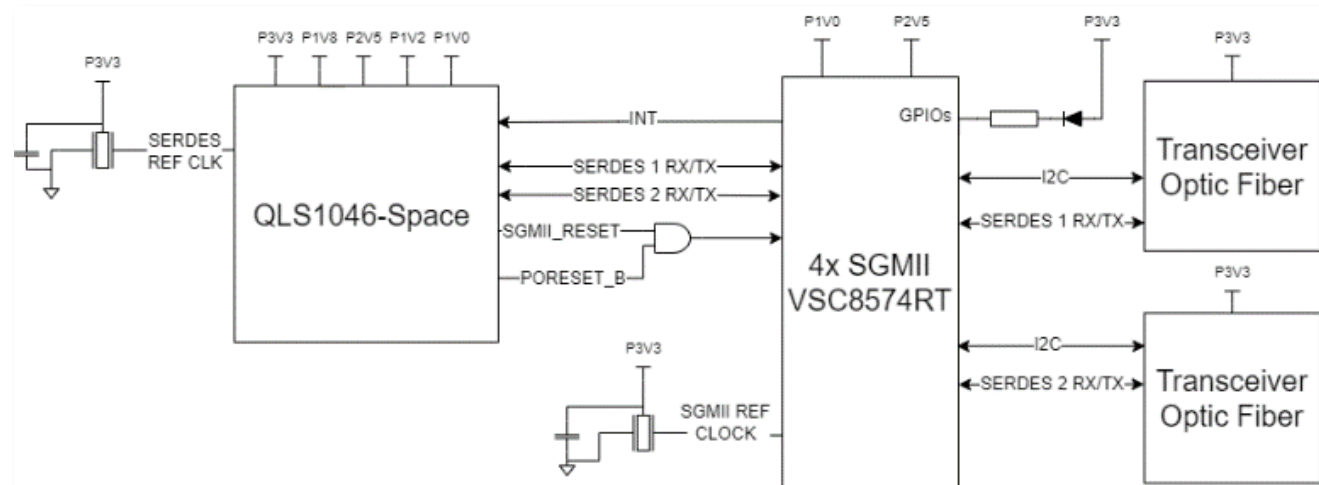 P3V3
P3V3
P1V8
P2V5
P1V2
P1V0
P1V0
P2V5
P3V3
P3V3
SERDES
REF CLK
QLS1046-Space
INT
SERDES 1 RX/TX
SERDES 2 RX/TX
SGMII_RESET
PORESET_B
GPIOs
4x SGMII
VSC8574RT
I2C
SERDES 1 RX/TX
Transceiver
Optic Fiber
P3V3
I2C
SERDES 2 RX/TX
Transceiver
Optic Fiber
P3V3
SGMII REF
CLOCK